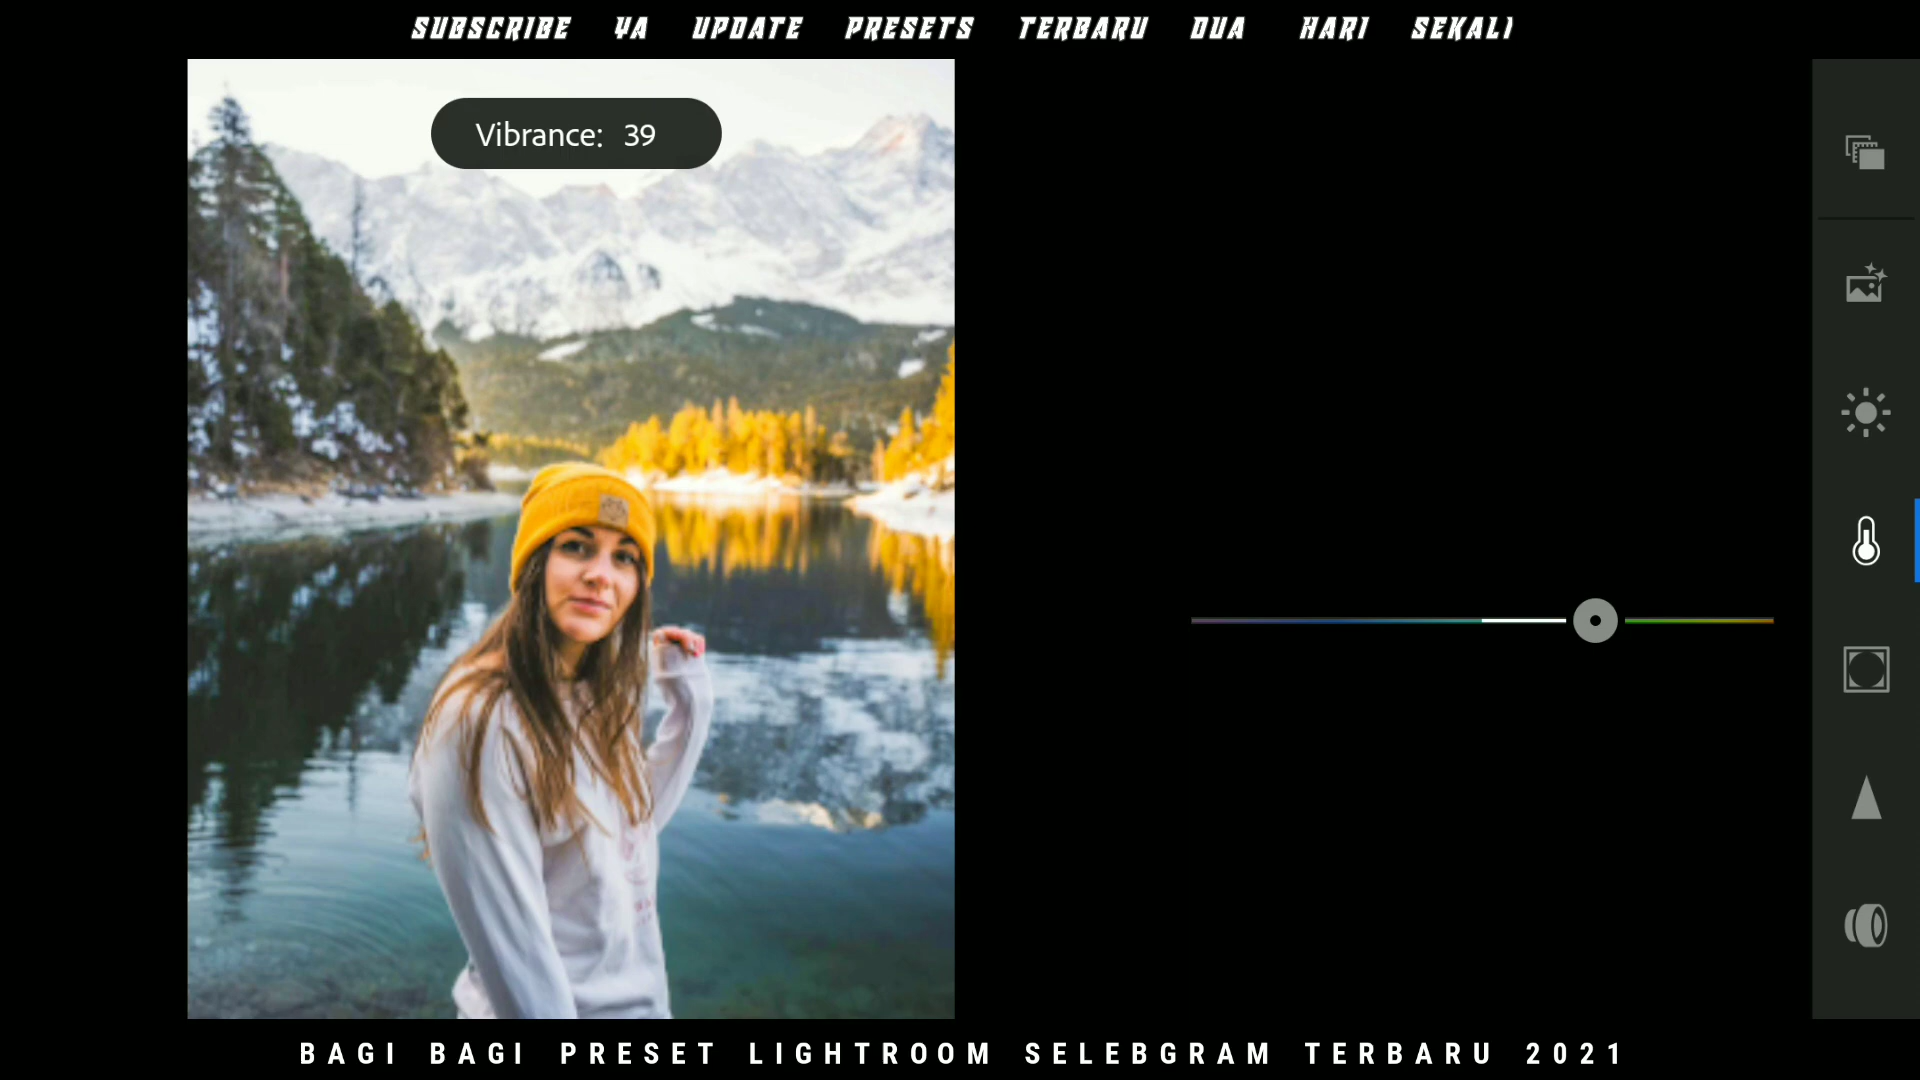 SUBSCRIBE YA UPDATE PRESETS TERBARU DUA HARI SEKALI
Vibrance: 39
BAGI BAGI PRESET LIGHTROOM SELEBGRAM TERBARU 2021